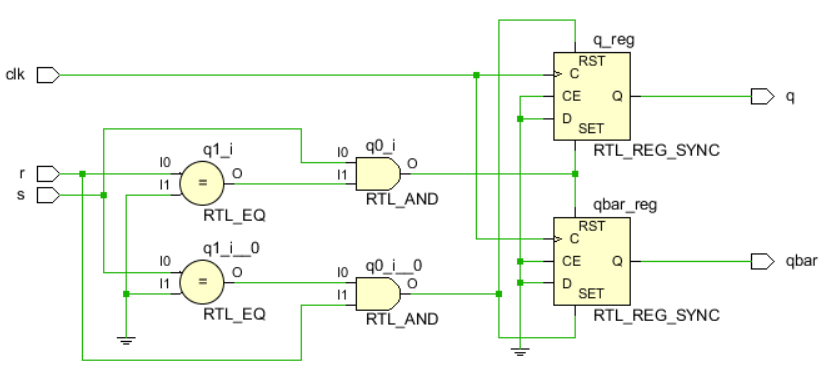 q_reg
clk
RST
C
CE
Q
q
D
SET
RTL_REG_SYNC
q1_i
q0_i
r
I0
I1
=
O
RTL_EQ
I0
I1
O
RTL_AND
s
q1_i__0
q0_i__0
I0
I1
=
O
RTL_EQ
I0
I1
O
RTL_AND
qbar_reg
RST
C
CE
Q
qbar
D
SET
RTL_REG_SYNC